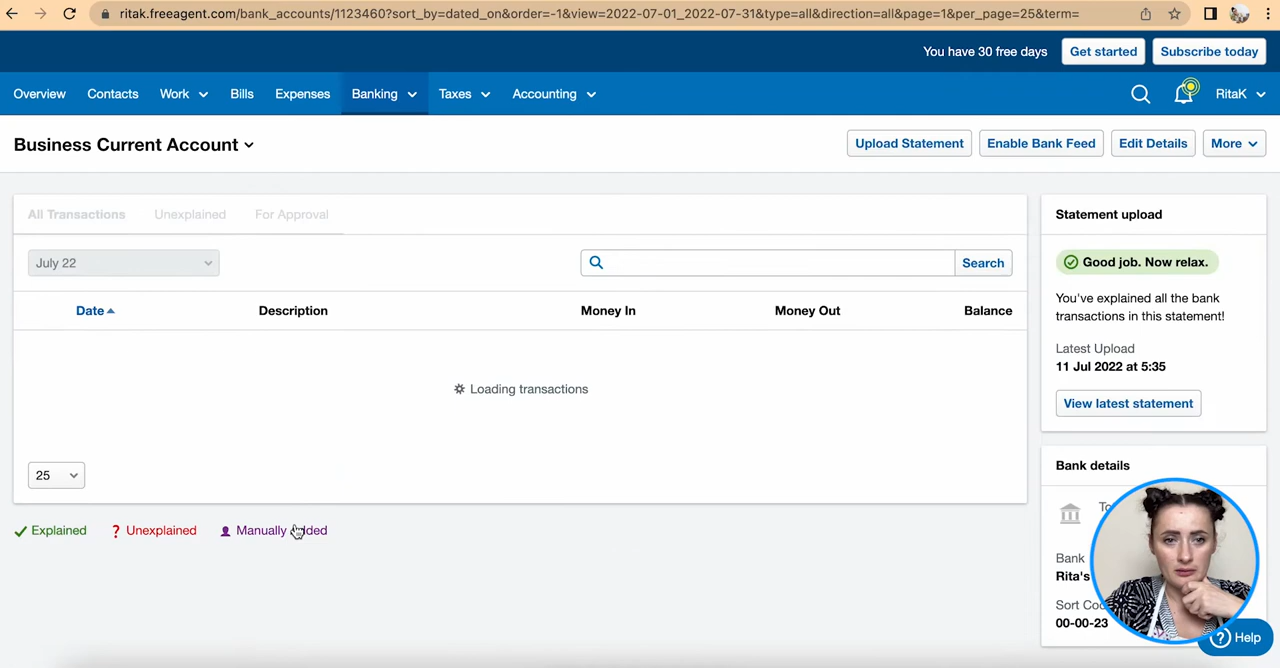 ritak.freeagent.com/bank_accounts/1123460?sort_by=dated_on&order=-1&view=2022-07-01_2022-07-31&type=all&direction=all&page=1&per_page=25&term=
You have 30 free days Get started Subscribe today
Overview Contacts Work Bills Expenses Banking Taxes Accounting RitaK
Business Current Account Upload Statement Enable Bank Feed Edit Details More
All Transactions Unexplained For Approval
July 22 Search
Date Description Money In Money Out Balance
Loading transactions
25
Explained ? Unexplained Manually Added
Statement upload
Good job. Now relax.
You've explained all the bank
transactions in this statement!
Latest Upload
11 Jul 2022 at 5:35
View latest statement
Bank details
Bank
Rita's
Sort
00-00-23
? Help